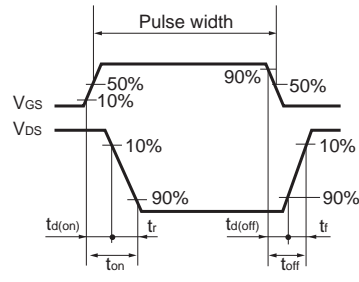 Pulse width
90%
50%
50%
VGS
10%
VDS
10%
10%
90%
90%
td(on)
tr
td(off)
tf
ton
toff